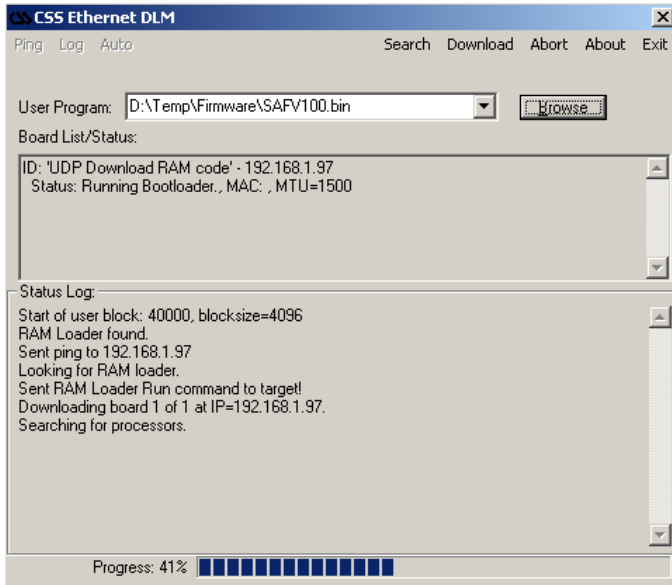 CSS Ethernet DLM
Ping Log Auto Search Download Abort About Exit
User Program: D:\Temp\Firmware\SAFV100.bin Browse
Board List/Status:
ID: 'UDP Download RAM code' - 192.168.1.97
Status: Running Bootloader., MAC: , MTU=1500
Status Log:
Start of user block: 40000, blocksize=4096
RAM Loader found.
Sent ping to 192.168.1.97
Looking for RAM loader.
Sent RAM Loader Run command to target!
Downloading board 1 of 1 at IP=192.168.1.97.
Searching for processors.
Progress: 41%